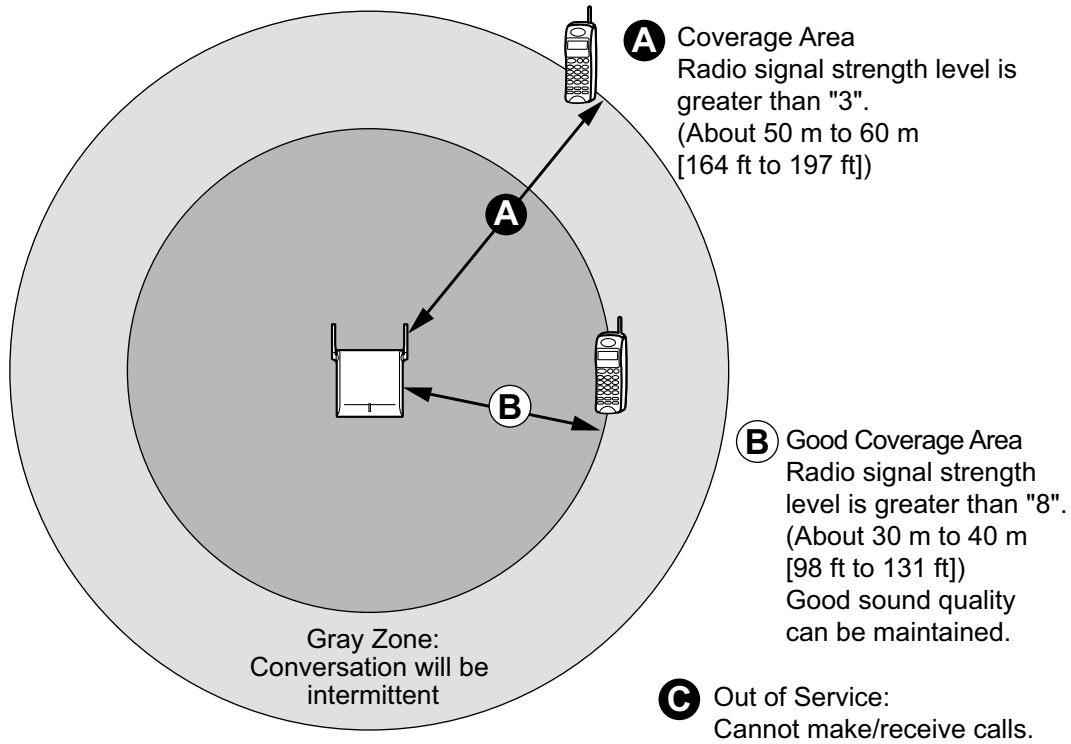 A Coverage Area
Radio signal strength level is
greater than "3".
(About 50 m to 60 m
[164 ft to 197 ft])
A
B
B Good Coverage Area
Radio signal strength
level is greater than "8".
(About 30 m to 40 m
[98 ft to 131 ft])
Good sound quality
can be maintained.
Gray Zone:
Conversation will be
intermittent
C Out of Service:
Cannot make/receive calls.